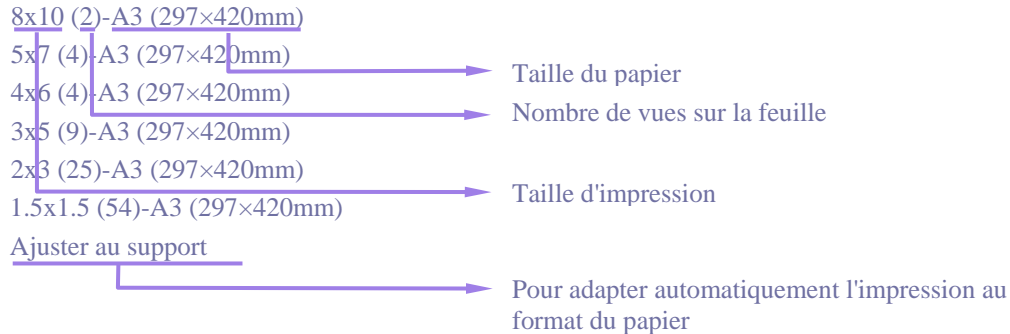 8x10 (2)-A3 (297×420mm)
5x7 (4)-A3 (297×420mm)
Taille du papier
4x6 (4)-A3 (297×420mm)
Nombre de vues sur la feuille
3x5 (9)-A3 (297×420mm)
2x3 (25)-A3 (297×420mm)
Taille d'impression
1.5x1.5 (54)-A3 (297×420mm)
Ajuster au support
Pour adapter automatiquement l'impression au
format du papier